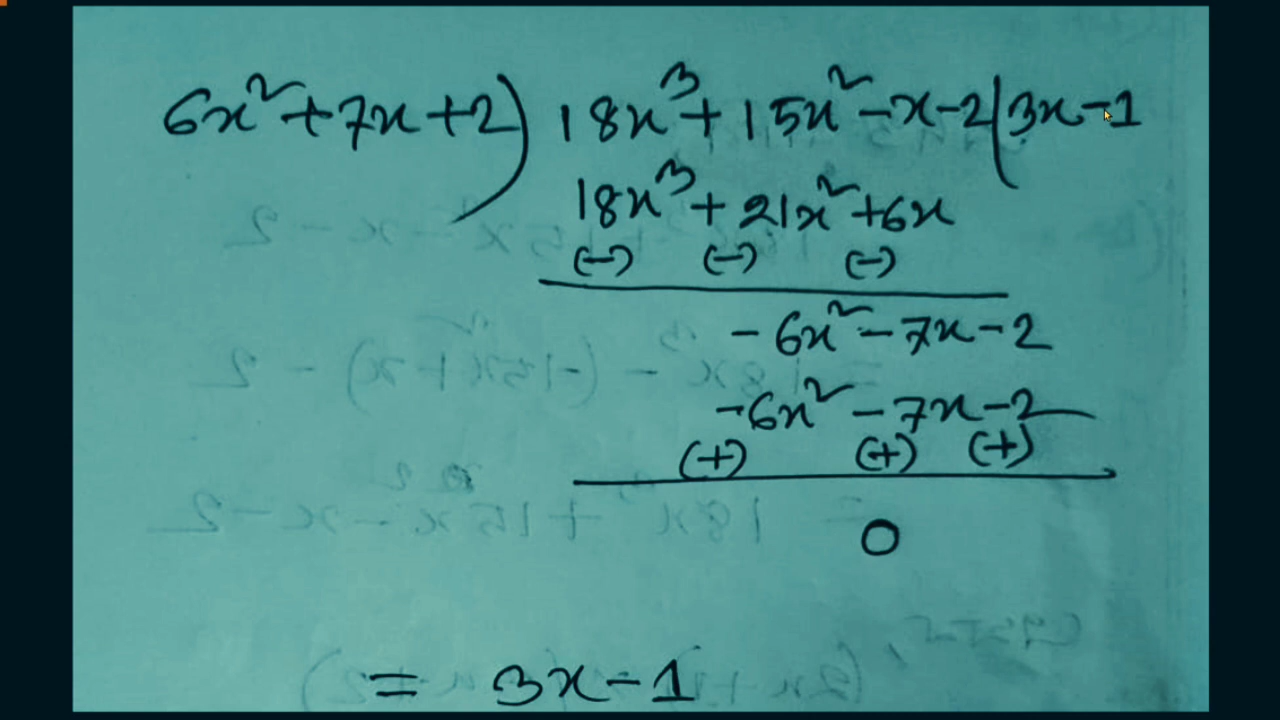 6x²+7x+2) 18x³+15x²-x-2(3x-1
18x³+21x²+6x
(-) (-) (-)
-6x²-7x-2
-6x²-7x-2
(+) (+) (+)
0
= 3x-1